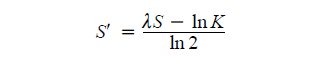 S′ = (λS − ln K) / ln 2